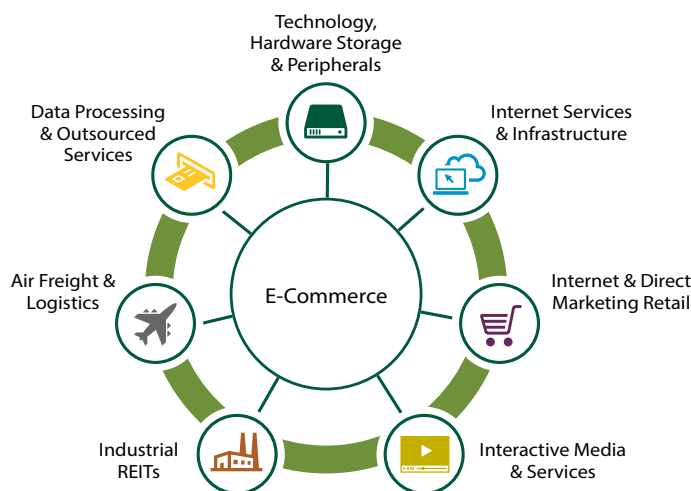 Technology,
Hardware Storage
& Peripherals
Data Processing
& Outsourced
Services
Internet Services
& Infrastructure
Air Freight &
Logistics
E-Commerce
Internet & Direct
Marketing Retail
Industrial
REITs
Interactive Media
& Services